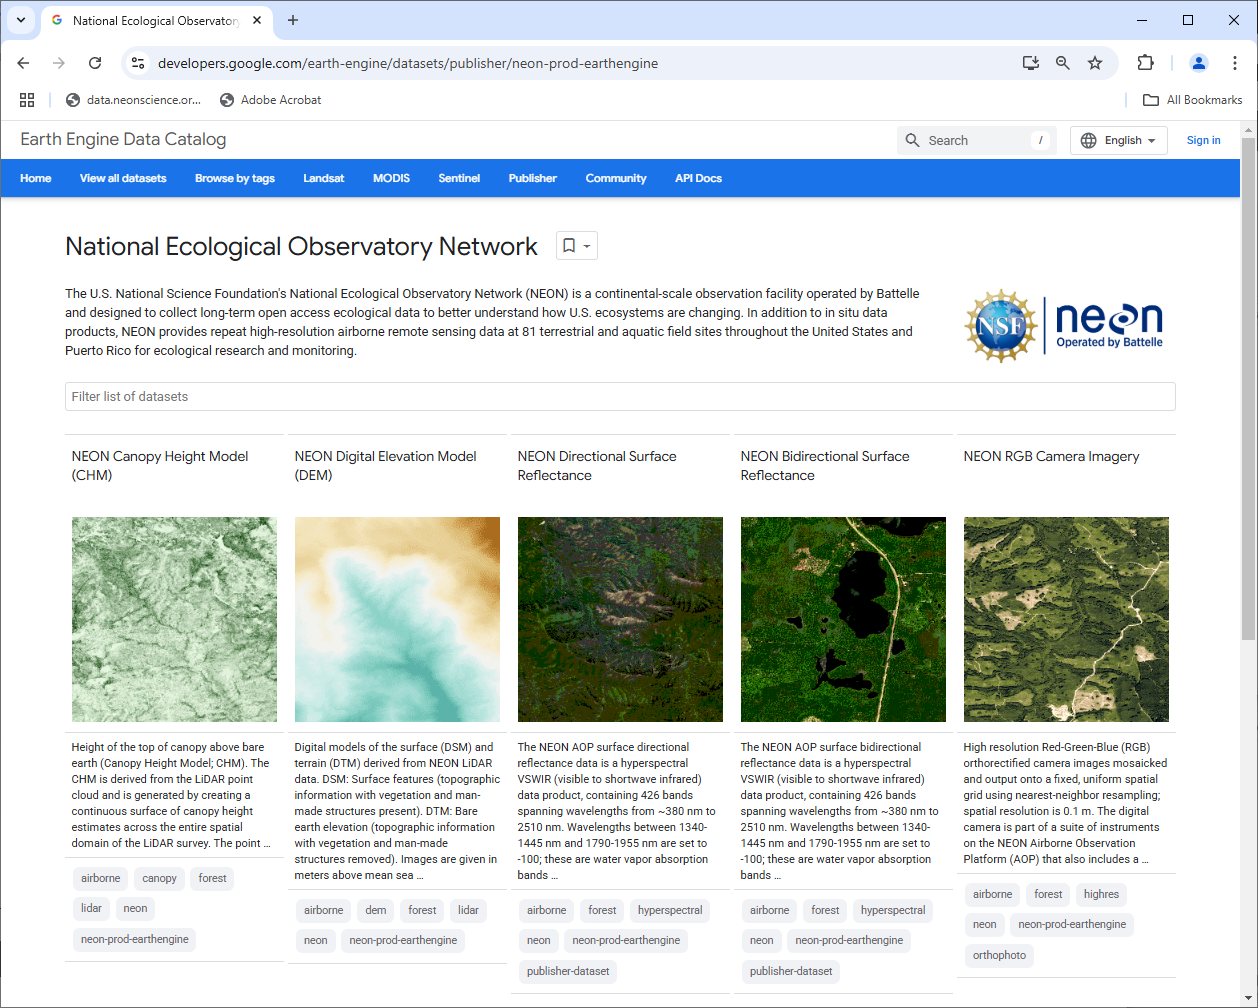 National Ecological Observatory
developers.google.com/earth-engine/datasets/publisher/neon-prod-earthengine
data.neonscience.or...
Adobe Acrobat
All Bookmarks
Earth Engine Data Catalog
Search
/
English
Sign in
Home
View all datasets
Browse by tags
Landsat
MODIS
Sentinel
Publisher
Community
API Docs
National Ecological Observatory Network
The U.S. National Science Foundation's National Ecological Observatory Network (NEON) is a continental-scale observation facility operated by Battelle
and designed to collect long-term open access ecological data to better understand how U.S. ecosystems are changing. In addition to in situ data
products, NEON provides repeat high-resolution airborne remote sensing data at 81 terrestrial and aquatic field sites throughout the United States and
Puerto Rico for ecological research and monitoring.
NSF
neon
Operated by Battelle
Filter list of datasets
NEON Canopy Height Model
(CHM)
Height of the top of canopy above bare
earth (Canopy Height Model; CHM). The
CHM is derived from the LiDAR point
cloud and is generated by creating a
continuous surface of canopy height
estimates across the entire spatial
domain of the LiDAR survey. The point …
airborne
canopy
forest
lidar
neon
neon-prod-earthengine
NEON Digital Elevation Model
(DEM)
Digital models of the surface (DSM) and
terrain (DTM) derived from NEON LiDAR
data. DSM: Surface features (topographic
information with vegetation and man-
made structures present). DTM: Bare
earth elevation (topographic information
with vegetation and man-made
structures removed). Images are given in
meters above mean sea …
airborne
dem
forest
lidar
neon
neon-prod-earthengine
NEON Directional Surface
Reflectance
The NEON AOP surface directional
reflectance data is a hyperspectral
VSWIR (visible to shortwave infrared)
data product, containing 426 bands
spanning wavelengths from ~380 nm to
2510 nm. Wavelengths between 1340-
1445 nm and 1790-1955 nm are set to
-100; these are water vapor absorption
bands …
airborne
forest
hyperspectral
neon
neon-prod-earthengine
publisher-dataset
NEON Bidirectional Surface
Reflectance
The NEON AOP surface bidirectional
reflectance data is a hyperspectral
VSWIR (visible to shortwave infrared)
data product, containing 426 bands
spanning wavelengths from ~380 nm to
2510 nm. Wavelengths between 1340-
1445 nm and 1790-1955 nm are set to
-100; these are water vapor absorption
bands …
airborne
forest
hyperspectral
neon
neon-prod-earthengine
publisher-dataset
NEON RGB Camera Imagery
High resolution Red-Green-Blue (RGB)
orthorectified camera images mosaicked
and output onto a fixed, uniform spatial
grid using nearest-neighbor resampling;
spatial resolution is 0.1 m. The digital
camera is part of a suite of instruments
on the NEON Airborne Observation
Platform (AOP) that also includes a …
airborne
forest
highres
neon
neon-prod-earthengine
orthophoto